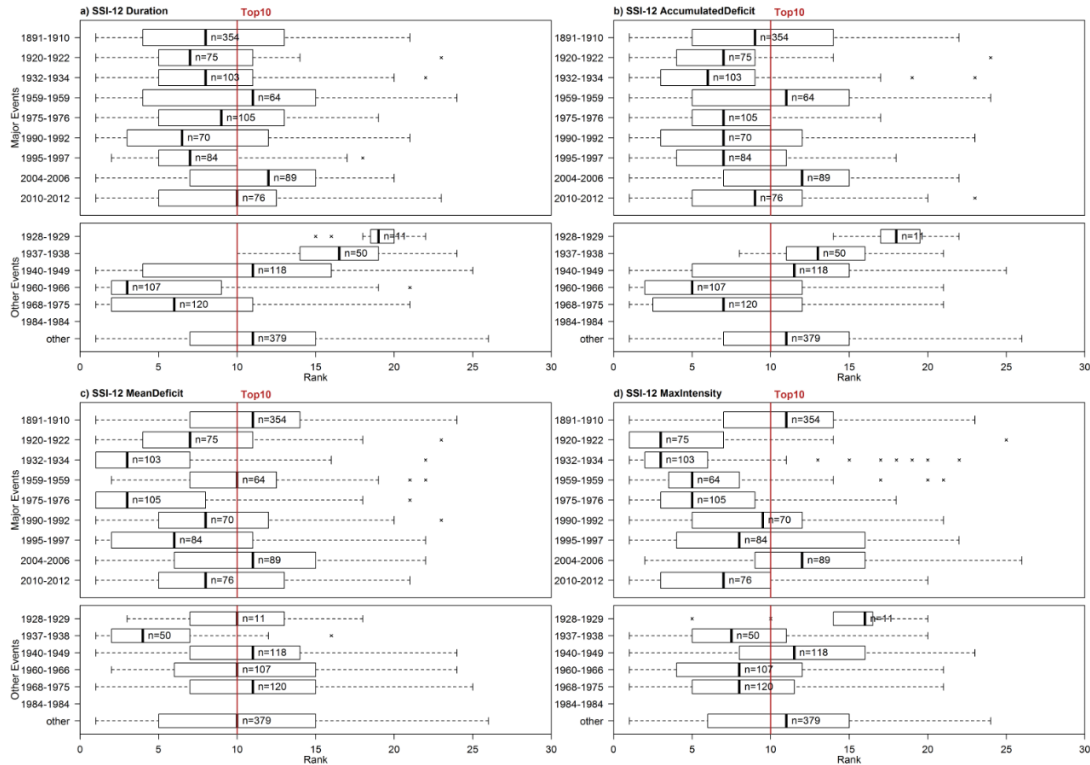 a) SSI-12 Duration Top10
Major Events
1891-1910 n=354
1920-1922 n=75
1932-1934 n=103
1959-1959 n=64
1975-1976 n=105
1990-1992 n=70
1995-1997 n=84
2004-2006 n=89
2010-2012 n=76
Other Events
1928-1929 n=11
1937-1938 n=50
1940-1949 n=118
1960-1966 n=107
1968-1975 n=120
1984-1984
other n=379
0 5 10 15 20 25 30
Rank
b) SSI-12 AccumulatedDeficit Top10
1891-1910 n=354
1920-1922 n=75
1932-1934 n=103
1959-1959 n=64
1975-1976 n=105
1990-1992 n=70
1995-1997 n=84
2004-2006 n=89
2010-2012 n=76
1928-1929 n=11
1937-1938 n=50
1940-1949 n=118
1960-1966 n=107
1968-1975 n=120
1984-1984
other n=379
0 5 10 15 20 25 30
Rank
c) SSI-12 MeanDeficit Top10
Major Events
1891-1910 n=354
1920-1922 n=75
1932-1934 n=103
1959-1959 n=64
1975-1976 n=105
1990-1992 n=70
1995-1997 n=84
2004-2006 n=89
2010-2012 n=76
Other Events
1928-1929 n=11
1937-1938 n=50
1940-1949 n=118
1960-1966 n=107
1968-1975 n=120
1984-1984
other n=379
0 5 10 15 20 25 30
Rank
d) SSI-12 MaxIntensity Top10
Major Events
1891-1910 n=354
1920-1922 n=75
1932-1934 n=103
1959-1959 n=64
1975-1976 n=105
1990-1992 n=70
1995-1997 n=84
2004-2006 n=89
2010-2012 n=76
Other Events
1928-1929 n=11
1937-1938 n=50
1940-1949 n=118
1960-1966 n=107
1968-1975 n=120
1984-1984
other n=379
0 5 10 15 20 25 30
Rank